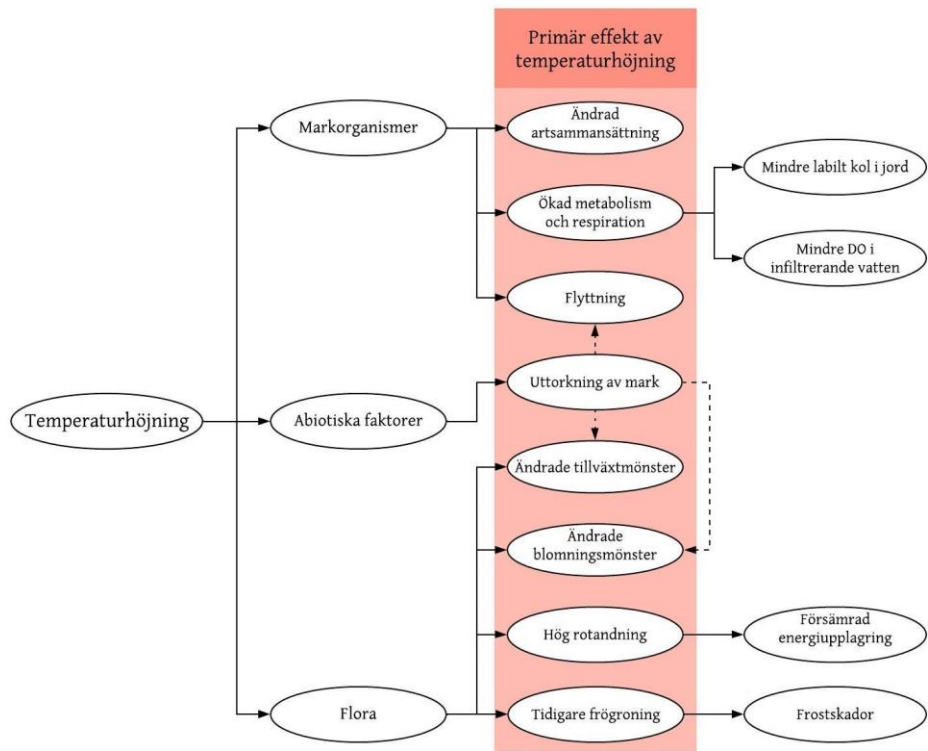 Primär effekt av
temperaturhöjning
Markorganismer
Ändrad
artsammansättning
Mindre labilt kol i jord
Ökad metabolism
och respiration
Mindre DO i
infiltrerande vatten
Flyttning
Uttorkning av mark
Temperaturhöjning
Abiotiska faktorer
Ändrade tillväxtmönster
Ändrade
blomningsmönster
Hög rotandning
Försämrad
energiupplagring
Flora
Tidigare frögroning
Frostskador